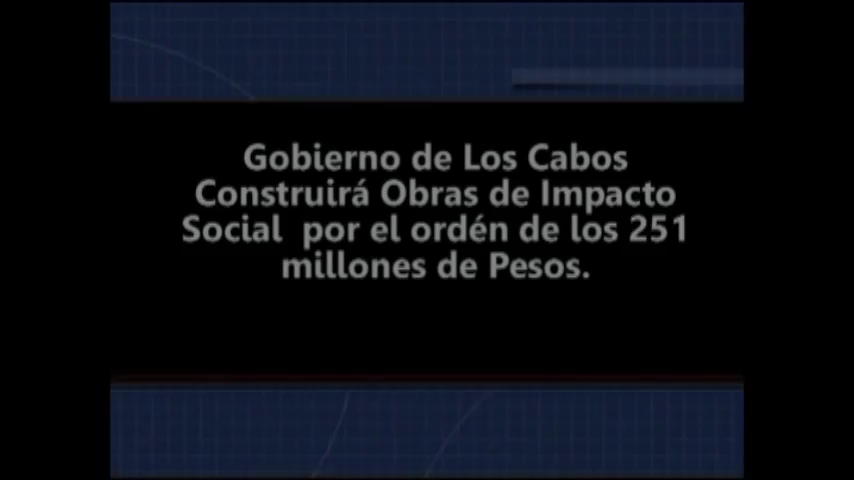 Gobierno de Los Cabos
Construirá Obras de Impacto
Social  por el ordén de los 251
millones de Pesos.